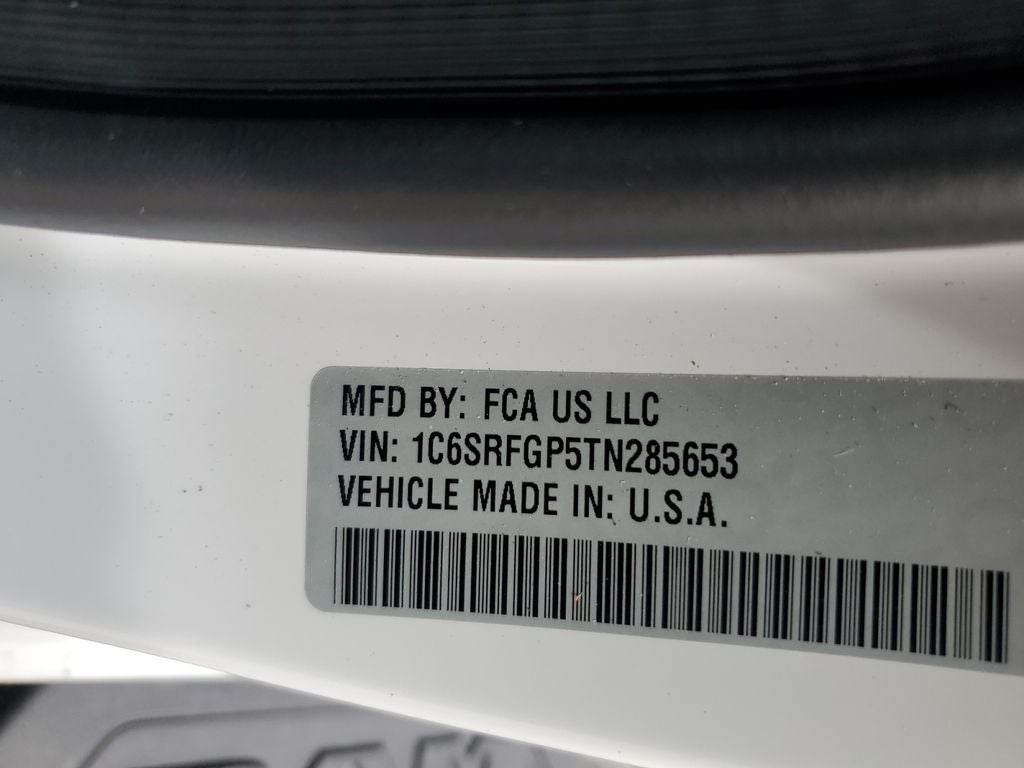 MFD BY: FCA US LLC
VIN: 1C6SRFGP5TN285653
VEHICLE MADE IN: U.S.A.